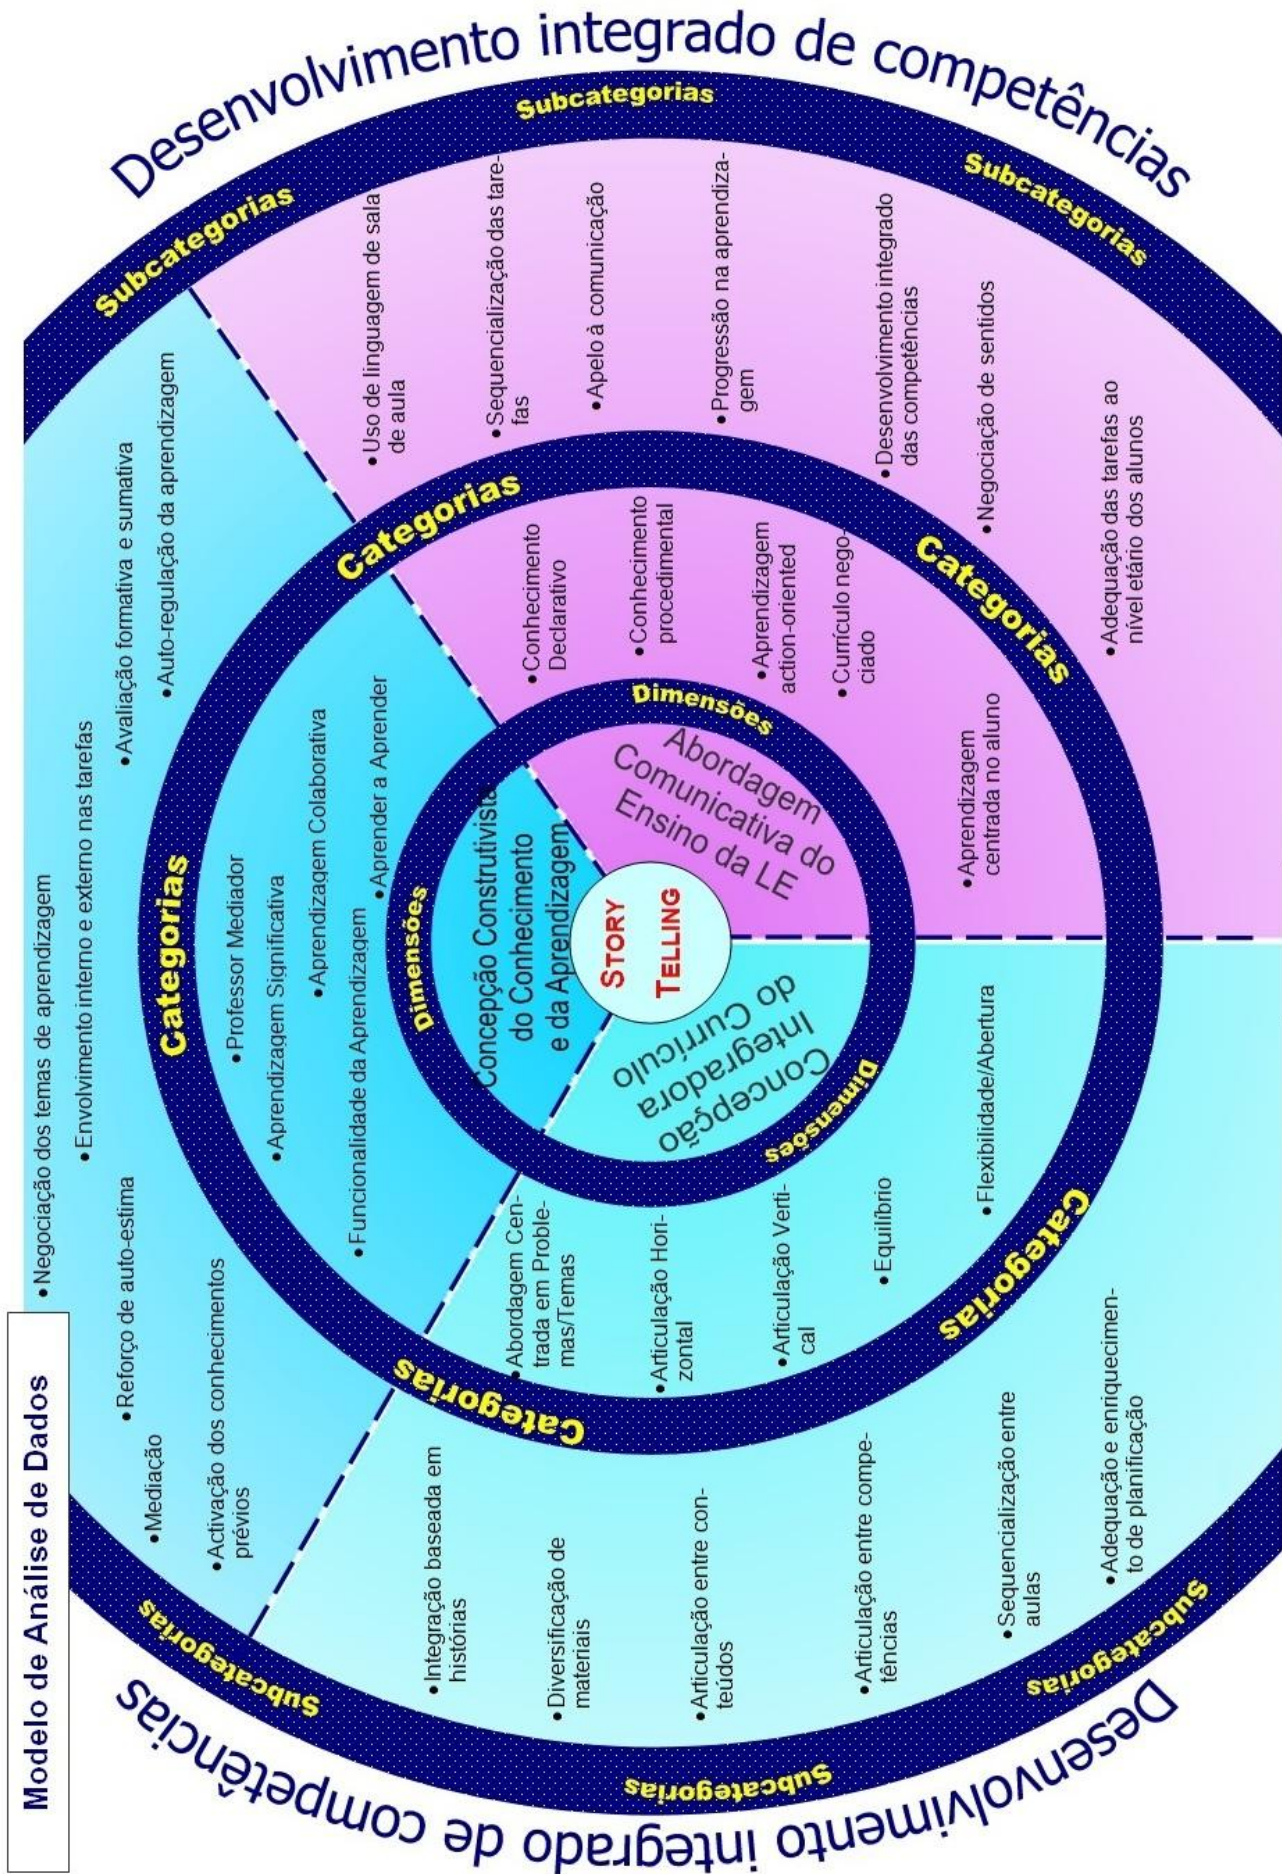 Modelo de Análise de Dados
Desenvolvimento integrado de competências
Desenvolvimento integrado de competências
Subcategorias
Subcategorias
Subcategorias
Subcategorias
Subcategorias
Subcategorias
Subcategorias
• Negociação dos temas de aprendizagem
• Envolvimento interno e externo nas tarefas
• Reforço de auto-estima
• Avaliação formativa e sumativa
• Mediação
• Auto-regulação da aprendizagem
• Activação dos conhecimentos
prévios
Categorias
Categorias
Categorias
Categorias
Categorias
• Professor Mediador
• Aprendizagem Significativa
• Aprendizagem Colaborativa
• Funcionalidade da Aprendizagem
• Aprender a Aprender
Dimensões
Dimensões
Dimensões
Concepção Construtivista
do Conhecimento
e da Aprendizagem
STORY
TELLING
Abordagem
Comunicativa do
Ensino da LE
Concepção
Integradora
do Currículo
• Conhecimento
Declarativo
• Conhecimento
procedimental
• Aprendizagem
action-oriented
• Currículo nego-
ciado
• Aprendizagem
centrada no aluno
• Uso de linguagem de sala
de aula
• Sequencialização das tare-
fas
• Apelo à comunicação
• Progressão na aprendiza-
gem
• Desenvolvimento integrado
das competências
• Negociação de sentidos
• Adequação das tarefas ao
nível etário dos alunos
• Abordagem Cen-
trada em Proble-
mas/Temas
• Articulação Hori-
zontal
• Articulação Verti-
cal
• Equilíbrio
• Flexibilidade/Abertura
• Integração baseada em
histórias
• Diversificação de
materiais
• Articulação entre con-
teúdos
• Articulação entre compe-
tências
• Sequencialização entre
aulas
• Adequação e enriquecimen-
to de planificação